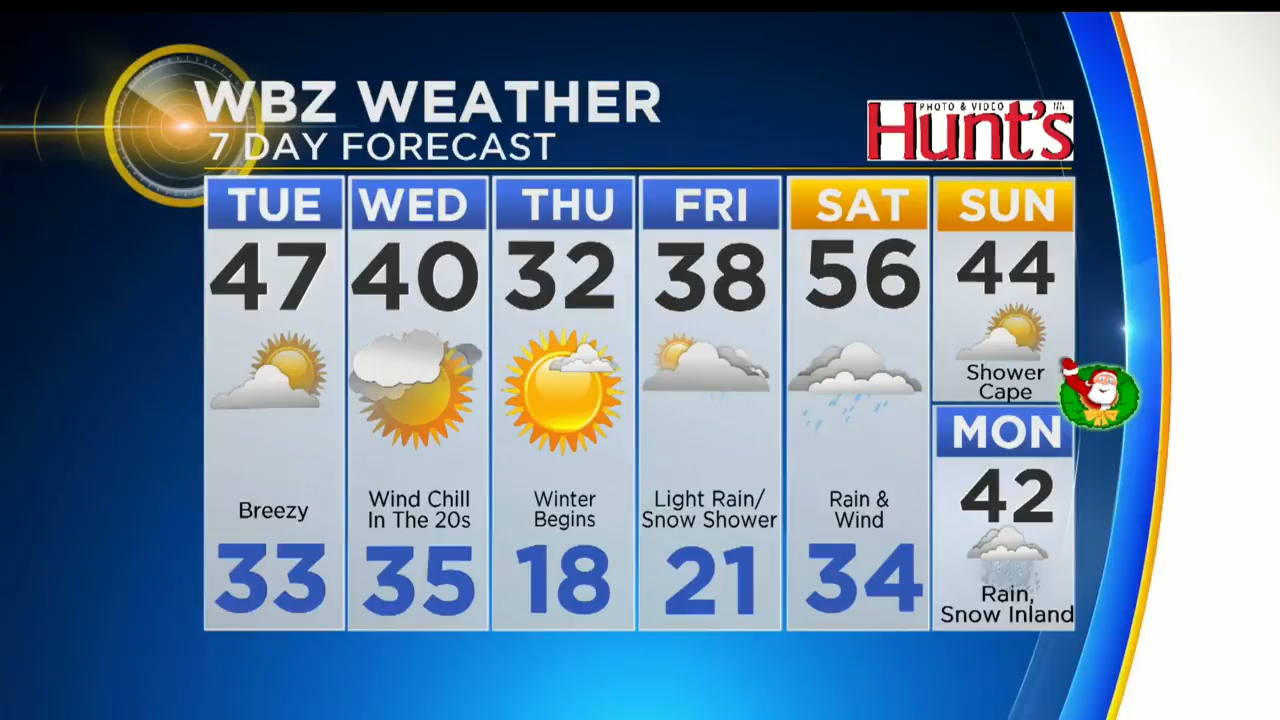 WBZ WEATHER
7 DAY FORECAST
PHOTO & VIDEO
Hunt's
TUE
47
Breezy
33
WED
40
Wind Chill
In The 20s
35
THU
32
Winter
Begins
18
FRI
38
Light Rain/
Snow Shower
21
SAT
56
Rain &
Wind
34
SUN
44
Shower
Cape
MON
42
Rain,
Snow Inland